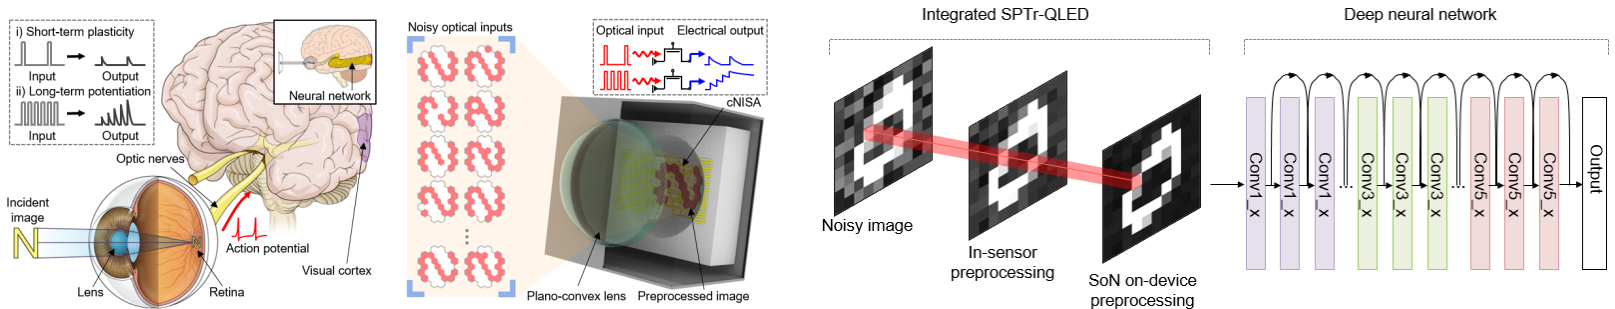 i) Short-term plasticity
Input
Output
ii) Long-term potentiation
Input
Output
Neural network
Optic nerves
Incident
image
N
Action potential
Visual cortex
Lens
Retina
Noisy optical inputs
Optical input
Electrical output
cNISA
Plano-convex lens
Preprocessed image
Integrated SPTr-QLED
Noisy image
In-sensor
preprocessing
SoN on-device
preprocessing
Deep neural network
Conv1_x
Conv1_x
Conv1_x
...
Conv3_x
Conv3_x
Conv3_x
...
Conv5_x
Conv5_x
Conv5_x
Output